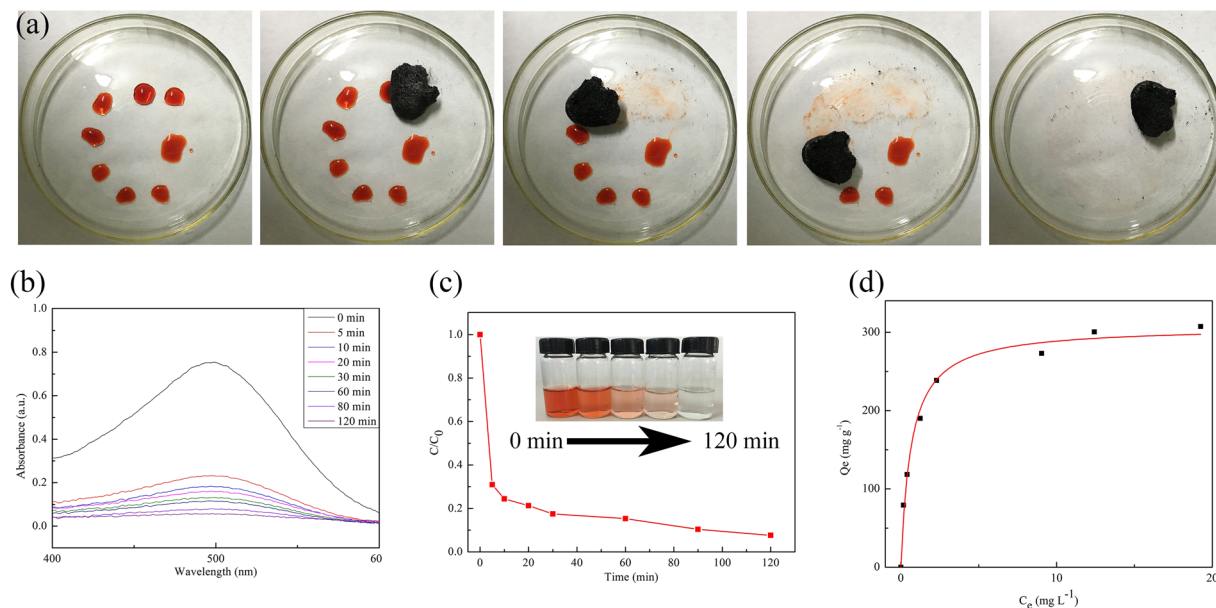 (a)
(b)
1.0
0.8
0.6
0.4
0.2
0.0
Absorbance (a.u.)
400
500
60
Wavelength (nm)
0 min
5 min
10 min
20 min
30 min
60 min
80 min
120 min
(c)
1.0
0.8
0.6
0.4
0.2
0.0
C/C0
0 min
120 min
0
20
40
60
80
100
120
Time (min)
(d)
300
200
100
0
Qe (mg g-1)
0
10
20
Ce ( mg L-1)